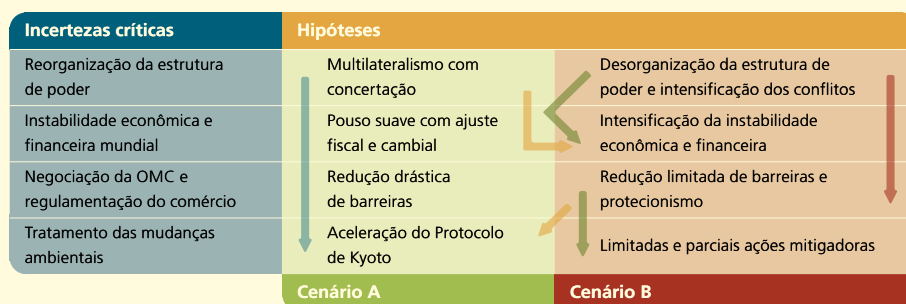 Incertezas críticas
Hipóteses
Reorganização da estrutura
de poder
Multilateralismo com
concertação
Desorganização da estrutura de
poder e intensificação dos conflitos
Instabilidade econômica e
financeira mundial
Pouso suave com ajuste
fiscal e cambial
Intensificação da instabilidade
econômica e financeira
Negociação da OMC e
regulamentação do comércio
Redução drástica
de barreiras
Redução limitada de barreiras e
protecionismo
Tratamento das mudanças
ambientais
Aceleração do Protocolo
de Kyoto
Limitadas e parciais ações mitigadoras
Cenário A
Cenário B